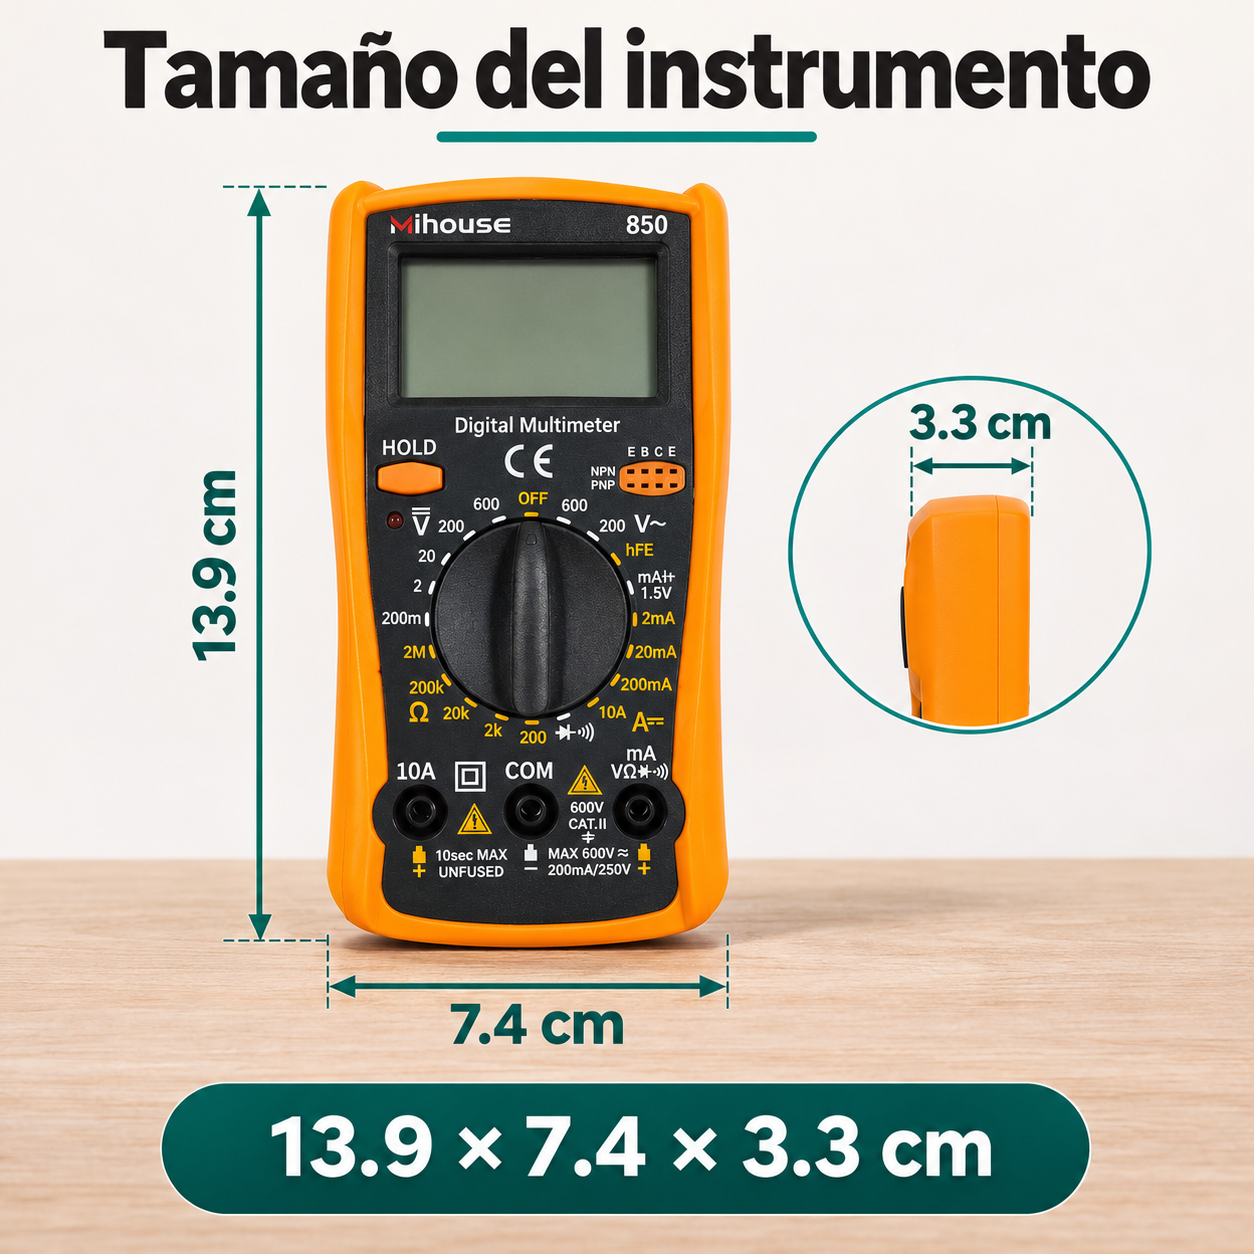 Tamaño del instrumento
Mihouse 850
Digital Multimeter
HOLD
CE
E B C E
NPN
PNP
OFF
600
600
200
200
V
V~
20
hFE
2
mA
1.5V
200m
2mA
2M
20mA
200k
200mA
Ω
20k
10A
A
2k
200
mA
10A
COM
VΩ
600V
CAT.II
10sec MAX
UNFUSED
MAX 600V≈
200mA/250V
+
−
+
13.9 cm
3.3 cm
7.4 cm
13.9 × 7.4 × 3.3 cm